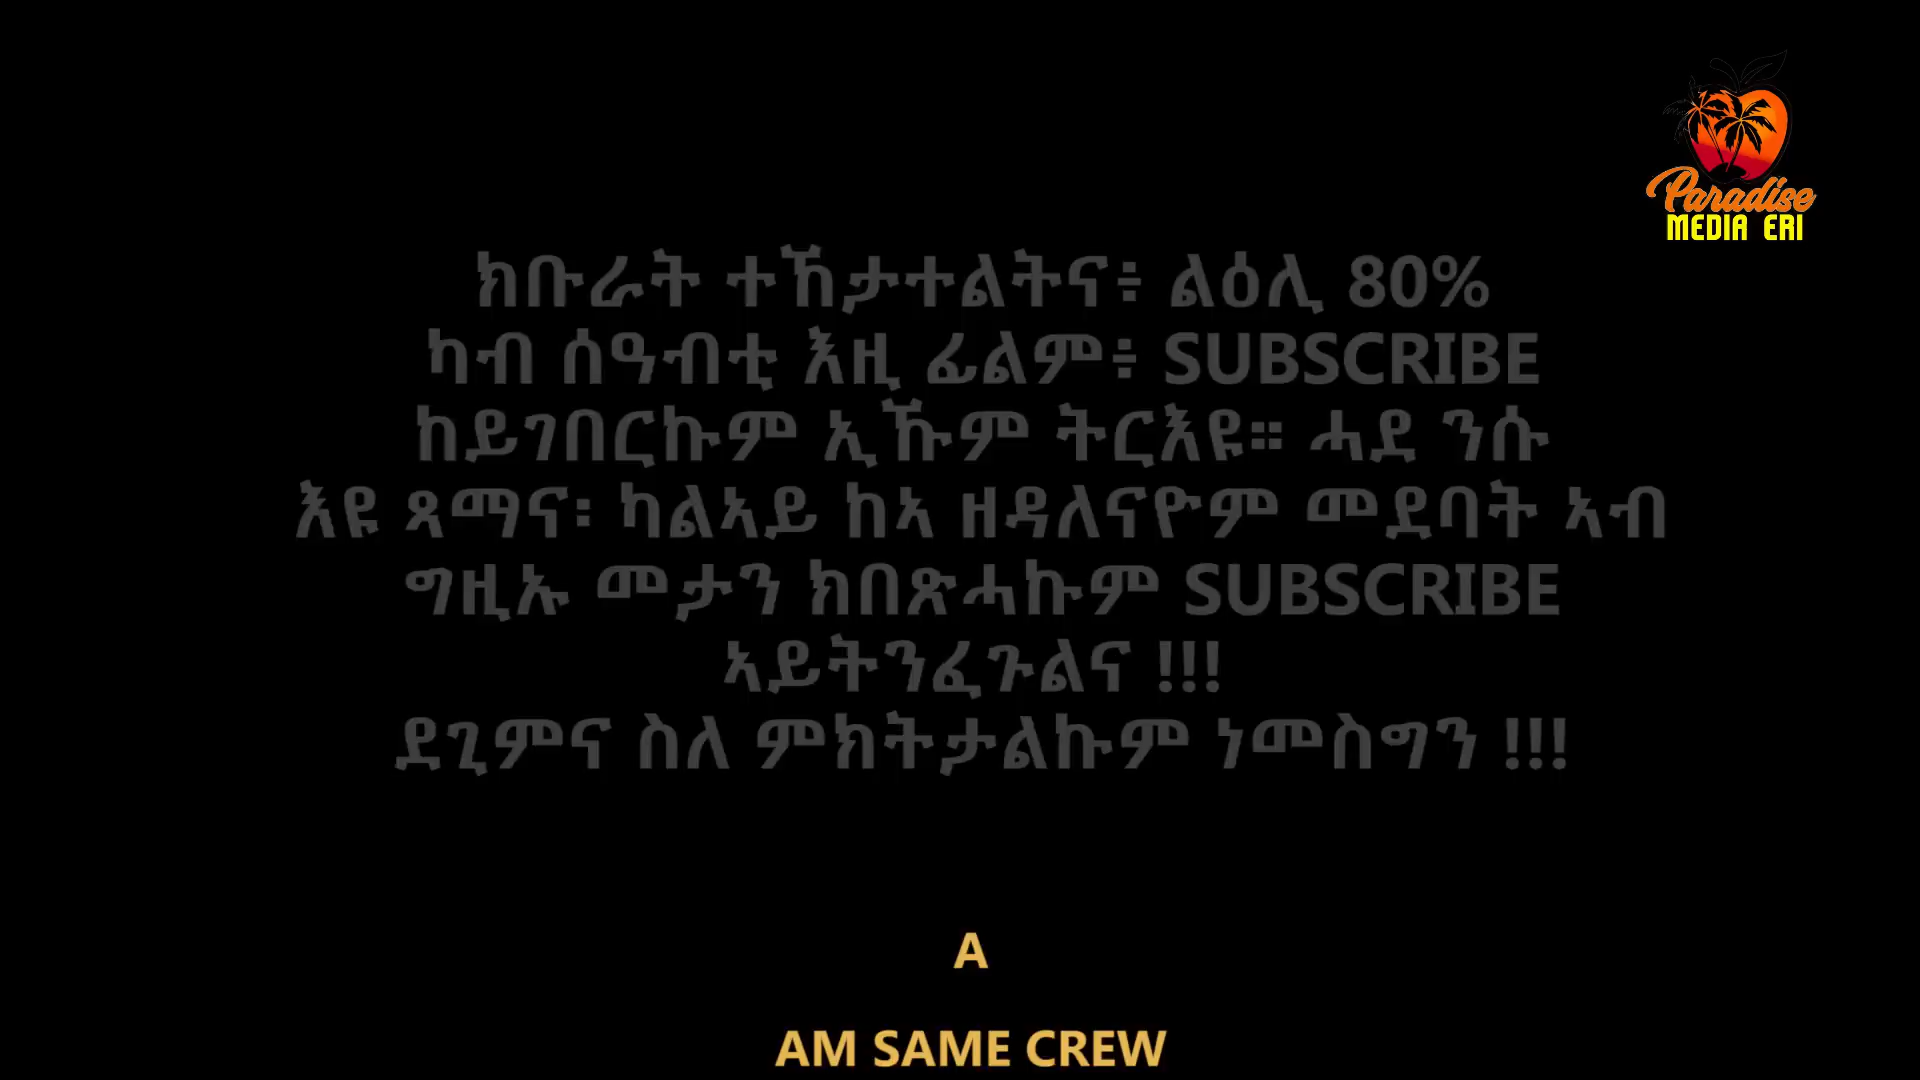 Paradise
MEDIA ERI
ክቡራት ተኸታተልትና፥ ልዕሊ 80%
ካብ ሰዓብቲ እዚ ፊልም፥ SUBSCRIBE
ከይገበርኩም ኢኹም ትርእዩ። ሓደ ንሱ
እዩ ጻማና፡ ካልኣይ ከኣ ዘዳለናዮም መደባት ኣብ
ግዚኡ መታን ክበጽሓኩም SUBSCRIBE
ኣይትንፈጉልና !!!
ደጊምና ስለ ምክትታልኩም ነመስግን !!!
A
AM SAME CREW